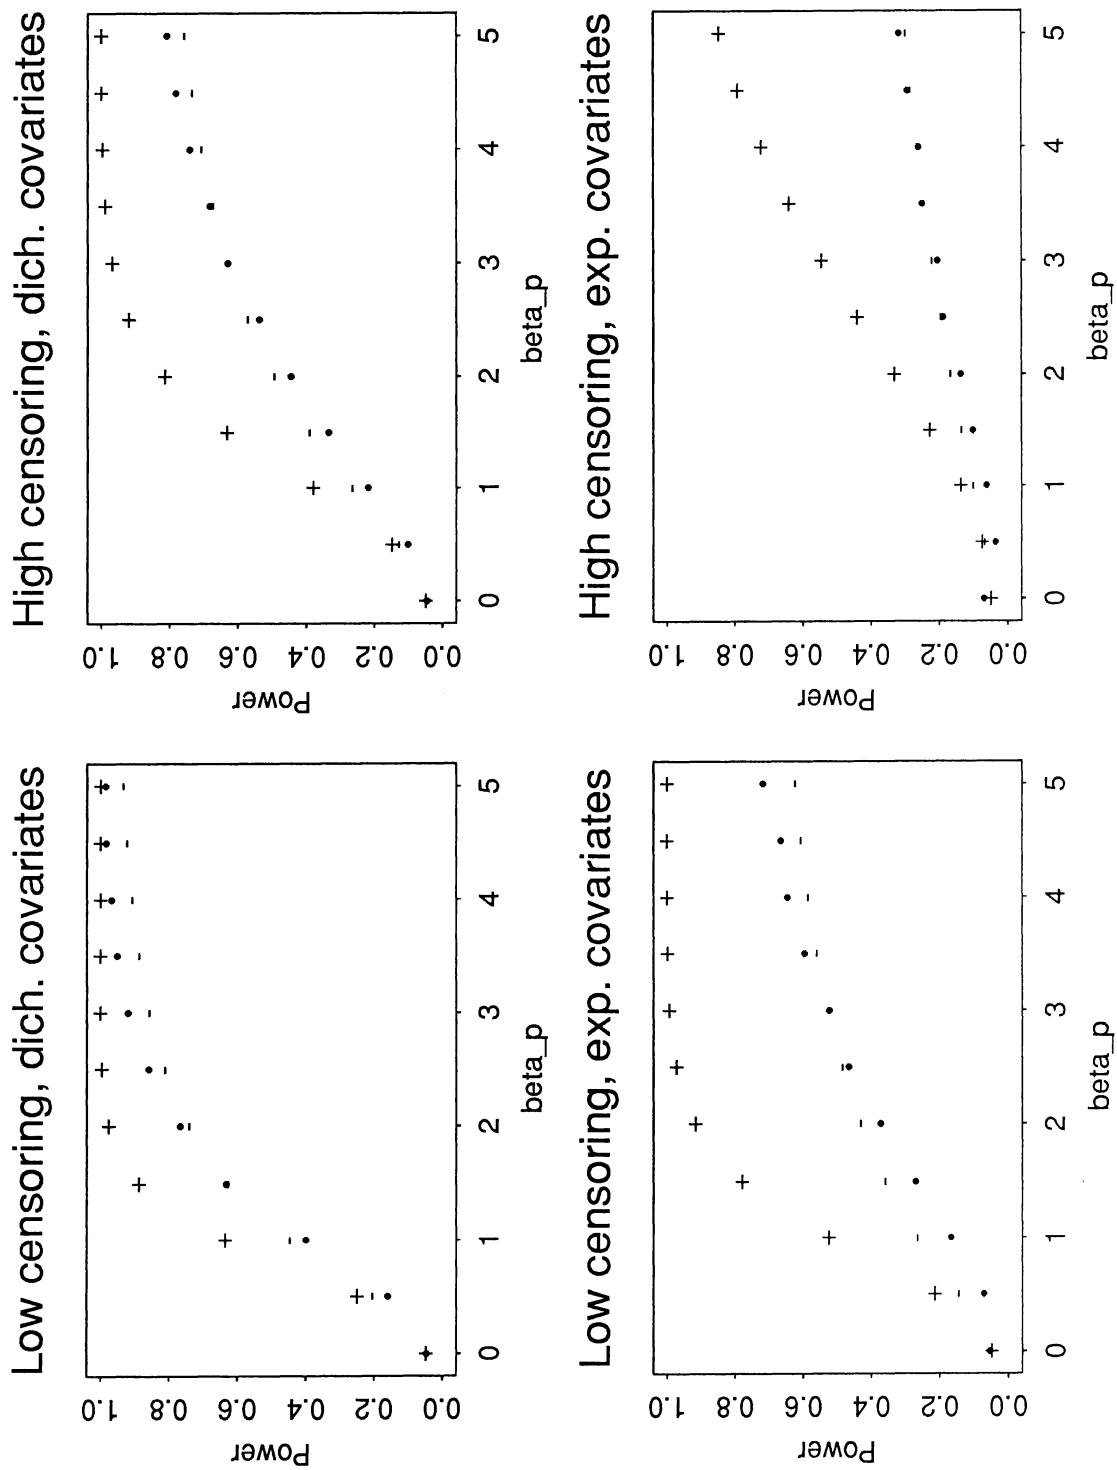 Low censoring, dich. covariates
Power
1.0
0.8
0.6
0.4
0.2
0.0
0 1 2 3 4 5
beta_p
High censoring, dich. covariates
Power
1.0
0.8
0.6
0.4
0.2
0.0
0 1 2 3 4 5
beta_p
Low censoring, exp. covariates
Power
1.0
0.8
0.6
0.4
0.2
0.0
0 1 2 3 4 5
beta_p
High censoring, exp. covariates
Power
1.0
0.8
0.6
0.4
0.2
0.0
0 1 2 3 4 5
beta_p